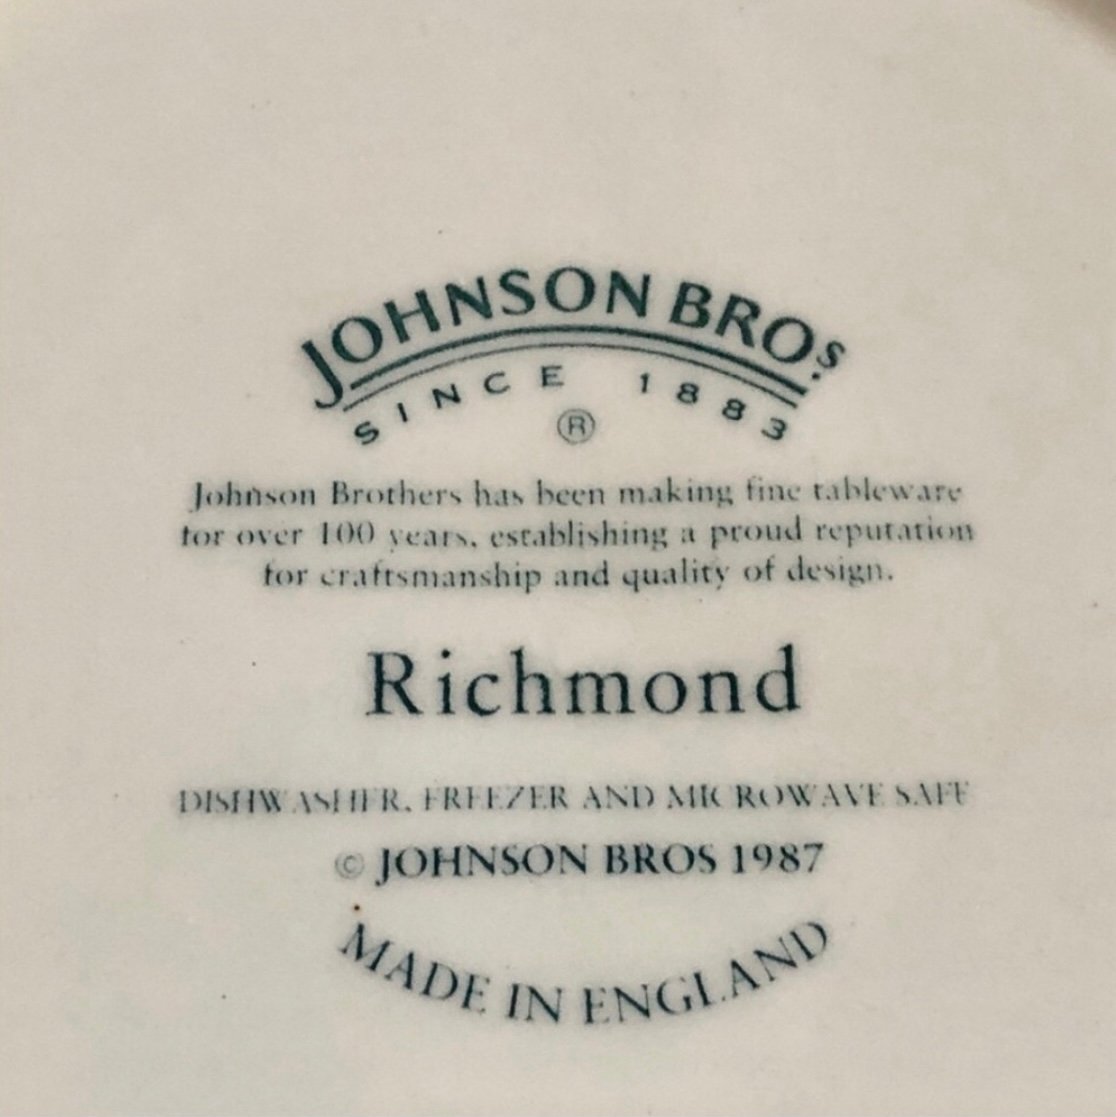 JOHNSON BROS.
SINCE 1883
®
Johnson Brothers has been making fine tableware
for over 100 years, establishing a proud reputation
for craftsmanship and quality of design.
Richmond
DISHWASHER, FREEZER AND MICROWAVE SAFE
© JOHNSON BROS 1987
MADE IN ENGLAND